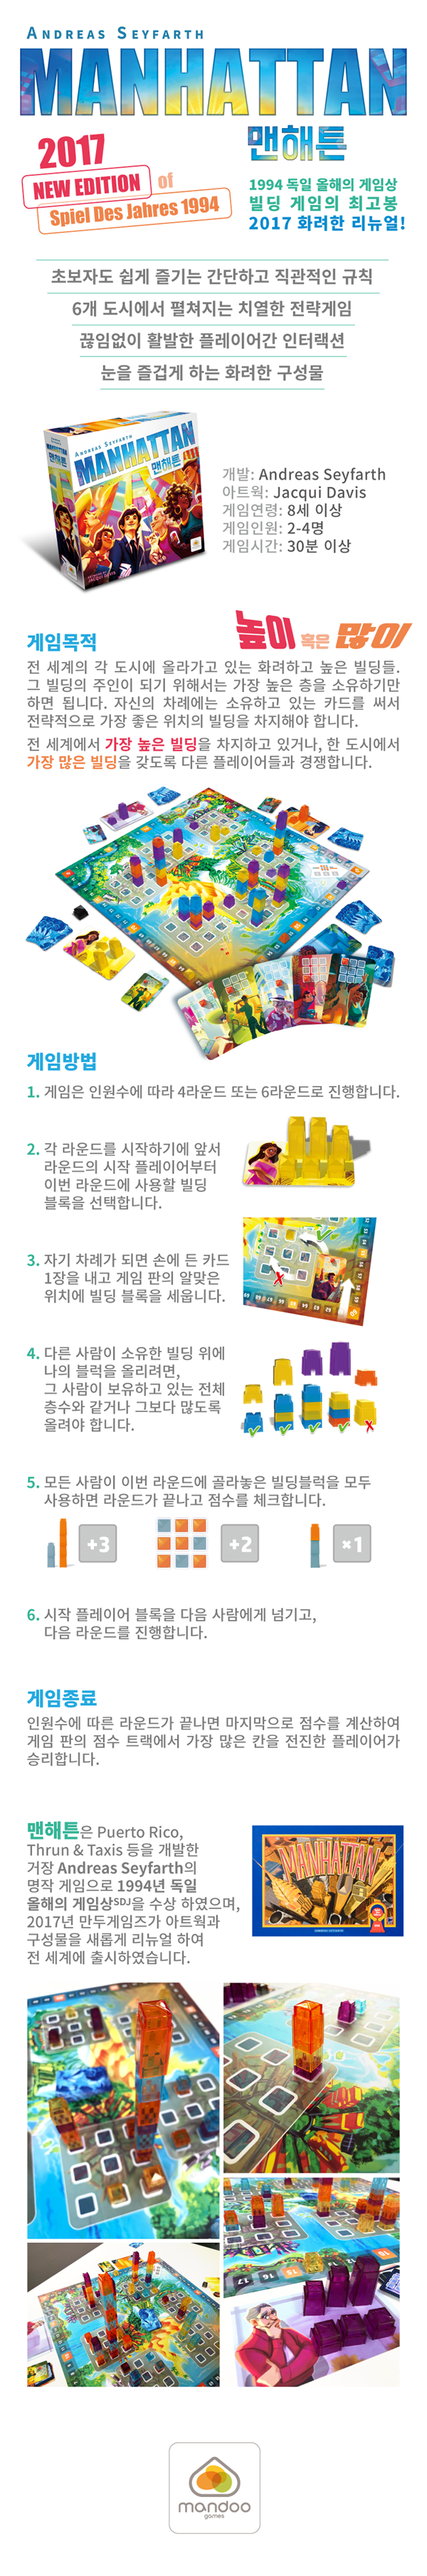 ANDREAS SEYFARTH
MANHATTAN
맨해튼
2017
NEW EDITION of
Spiel Des Jahres 1994
1994 독일 올해의 게임상
빌딩 게임의 최고봉
2017 화려한 리뉴얼!
초보자도 쉽게 즐기는 간단하고 직관적인 규칙
6개 도시에서 펼쳐지는 치열한 전략게임
끊임없이 활발한 플레이어간 인터랙션
눈을 즐겁게 하는 화려한 구성물
ANDREAS SEYFARTH
MANHATTAN
맨해튼
개발: Andreas Seyfarth
아트웍: Jacqui Davis
게임연령: 8세 이상
게임인원: 2-4명
게임시간: 30분 이상
게임목적
높이 혹은 많이
전 세계의 각 도시에 올라가고 있는 화려하고 높은 빌딩들.
그 빌딩의 주인이 되기 위해서는 가장 높은 층을 소유하기만
하면 됩니다. 자신의 차례에는 소유하고 있는 카드를 써서
전략적으로 가장 좋은 위치의 빌딩을 차지해야 합니다.
전 세계에서 가장 높은 빌딩을 차지하고 있거나, 한 도시에서
가장 많은 빌딩을 갖도록 다른 플레이어들과 경쟁합니다.
게임방법
1. 게임은 인원수에 따라 4라운드 또는 6라운드로 진행합니다.
2. 각 라운드를 시작하기에 앞서
라운드의 시작 플레이어부터
이번 라운드에 사용할 빌딩
블록을 선택합니다.
3. 자기 차례가 되면 손에 든 카드
1장을 내고 게임 판의 알맞은
위치에 빌딩 블록을 세웁니다.
4. 다른 사람이 소유한 빌딩 위에
나의 블럭을 올리려면,
그 사람이 보유하고 있는 전체
층수와 같거나 그보다 많도록
올려야 합니다.
5. 모든 사람이 이번 라운드에 골라놓은 빌딩블럭을 모두
사용하면 라운드가 끝나고 점수를 체크합니다.
+3
+2
×1
6. 시작 플레이어 블록을 다음 사람에게 넘기고,
다음 라운드를 진행합니다.
게임종료
인원수에 따른 라운드가 끝나면 마지막으로 점수를 계산하여
게임 판의 점수 트랙에서 가장 많은 칸을 전진한 플레이어가
승리합니다.
맨해튼은 Puerto Rico,
Thrun & Taxis 등을 개발한
거장 Andreas Seyfarth의
명작 게임으로 1994년 독일
올해의 게임상SDJ을 수상 하였으며,
2017년 만두게임즈가 아트웍과
구성물을 새롭게 리뉴얼 하여
전 세계에 출시하였습니다.
MANHATTAN
mandoo
games